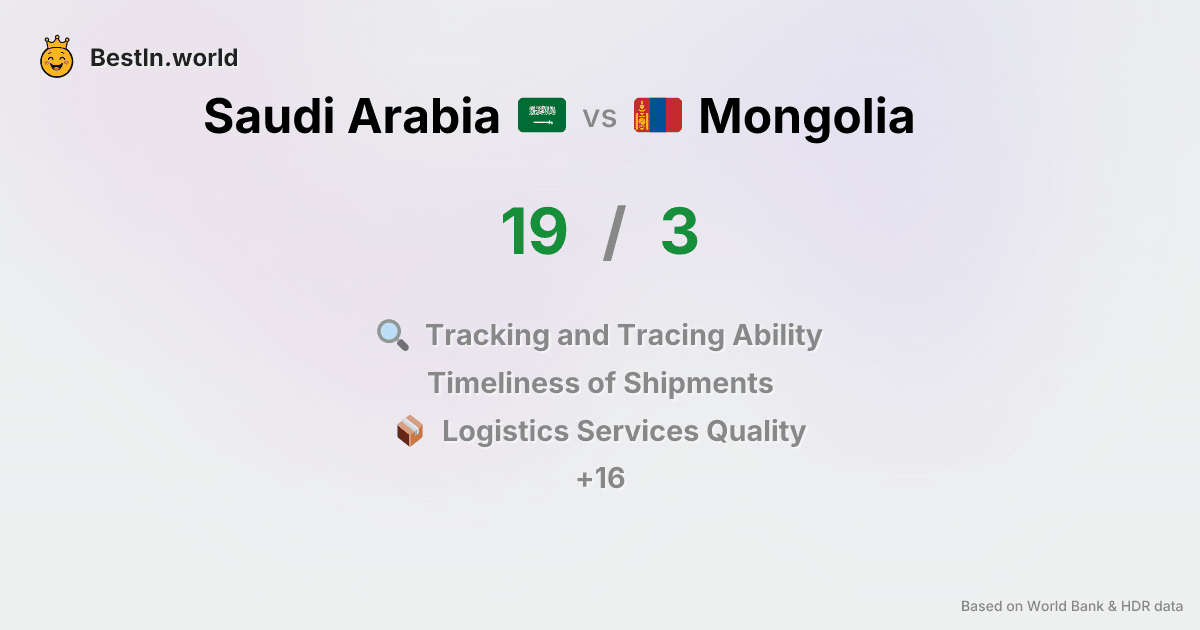 BestIn.world
Saudi Arabia vs Mongolia
19 / 3
Tracking and Tracing Ability
Timeliness of Shipments
Logistics Services Quality
+16
Based on World Bank & HDR data